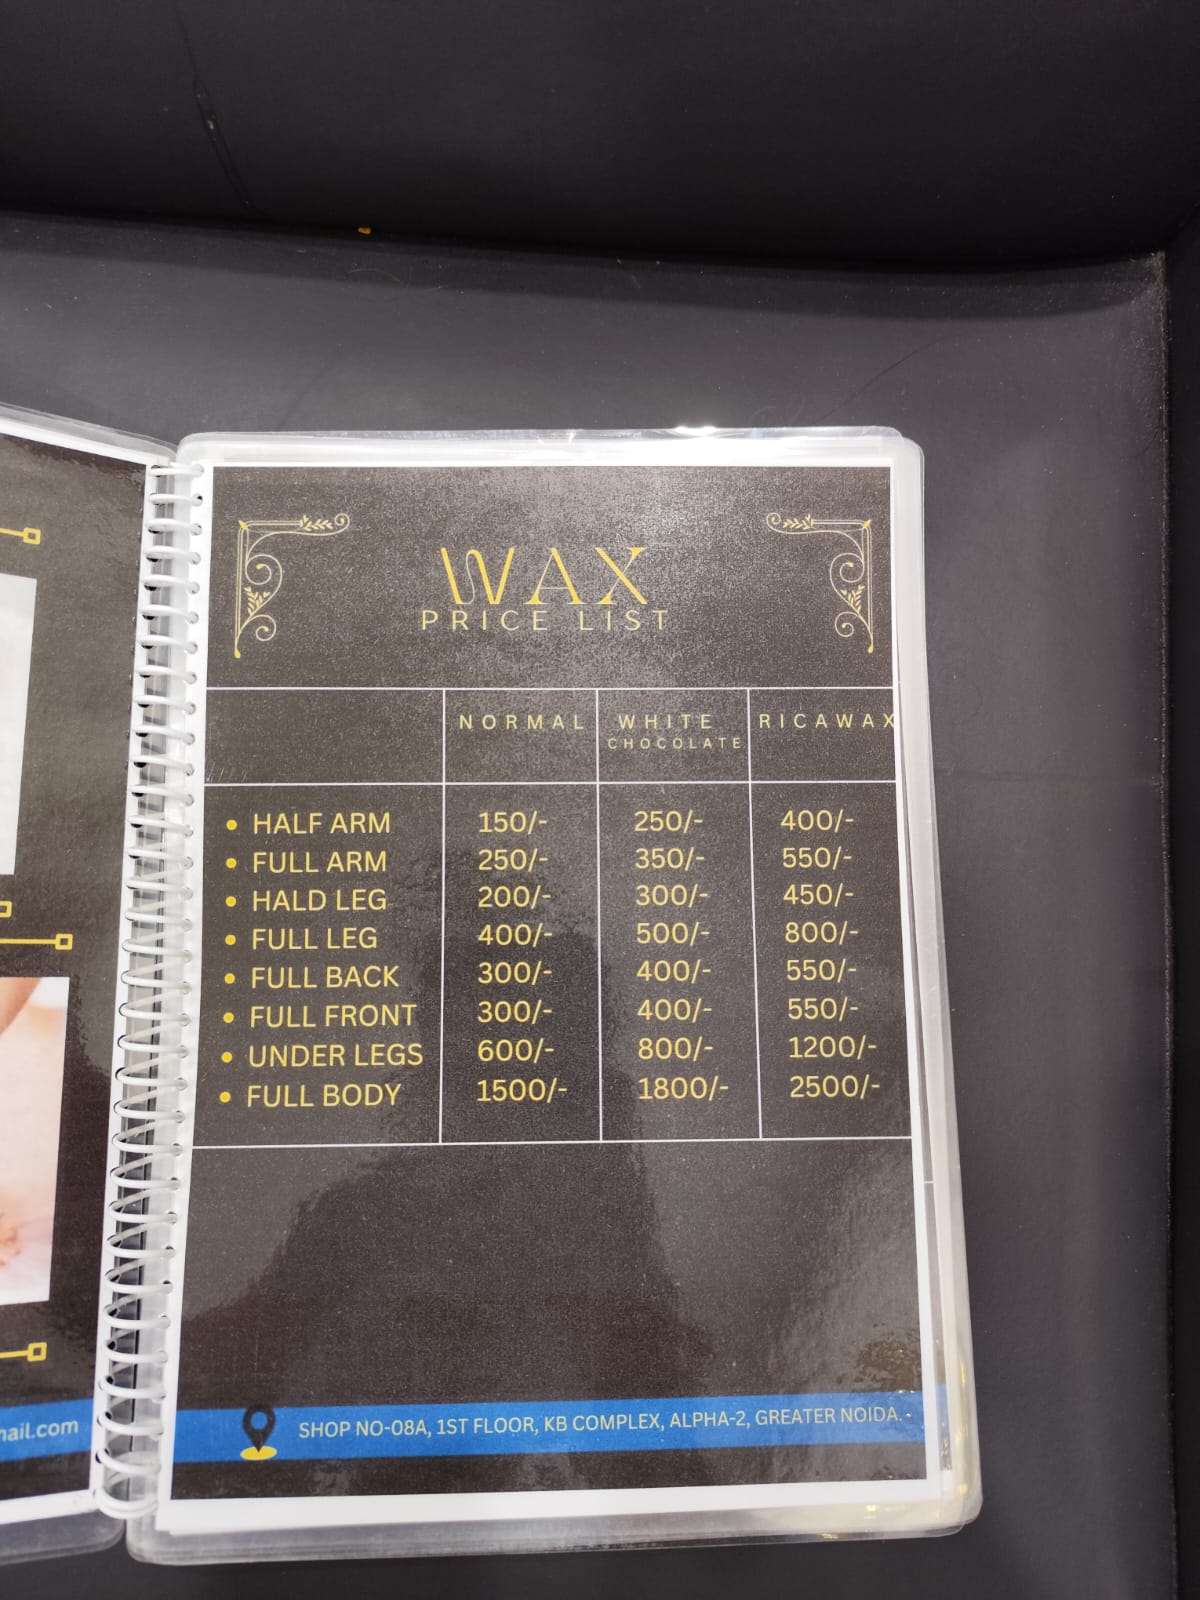 WAX
PRICE LIST
NORMAL WHITE CHOCOLATE RICAWAX
• HALF ARM 150/- 250/- 400/-
• FULL ARM 250/- 350/- 550/-
• HALD LEG 200/- 300/- 450/-
• FULL LEG 400/- 500/- 800/-
• FULL BACK 300/- 400/- 550/-
• FULL FRONT 300/- 400/- 550/-
• UNDER LEGS 600/- 800/- 1200/-
• FULL BODY 1500/- 1800/- 2500/-
SHOP NO-08A, 1ST FLOOR, KB COMPLEX, ALPHA-2, GREATER NOIDA. -